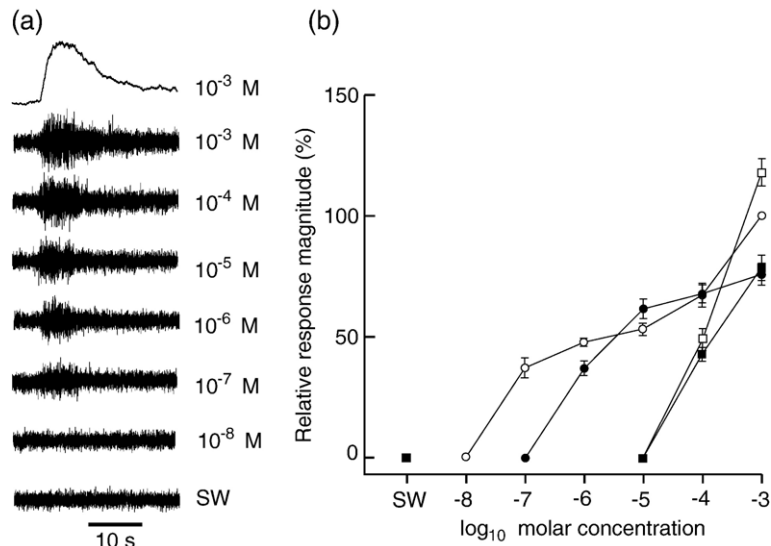 (a)
10⁻³ M
10⁻³ M
10⁻⁴ M
10⁻⁵ M
10⁻⁶ M
10⁻⁷ M
10⁻⁸ M
SW
10 s
(b)
Relative response magnitude (%)
150
100
50
0
SW -8 -7 -6 -5 -4 -3
log₁₀ molar concentration